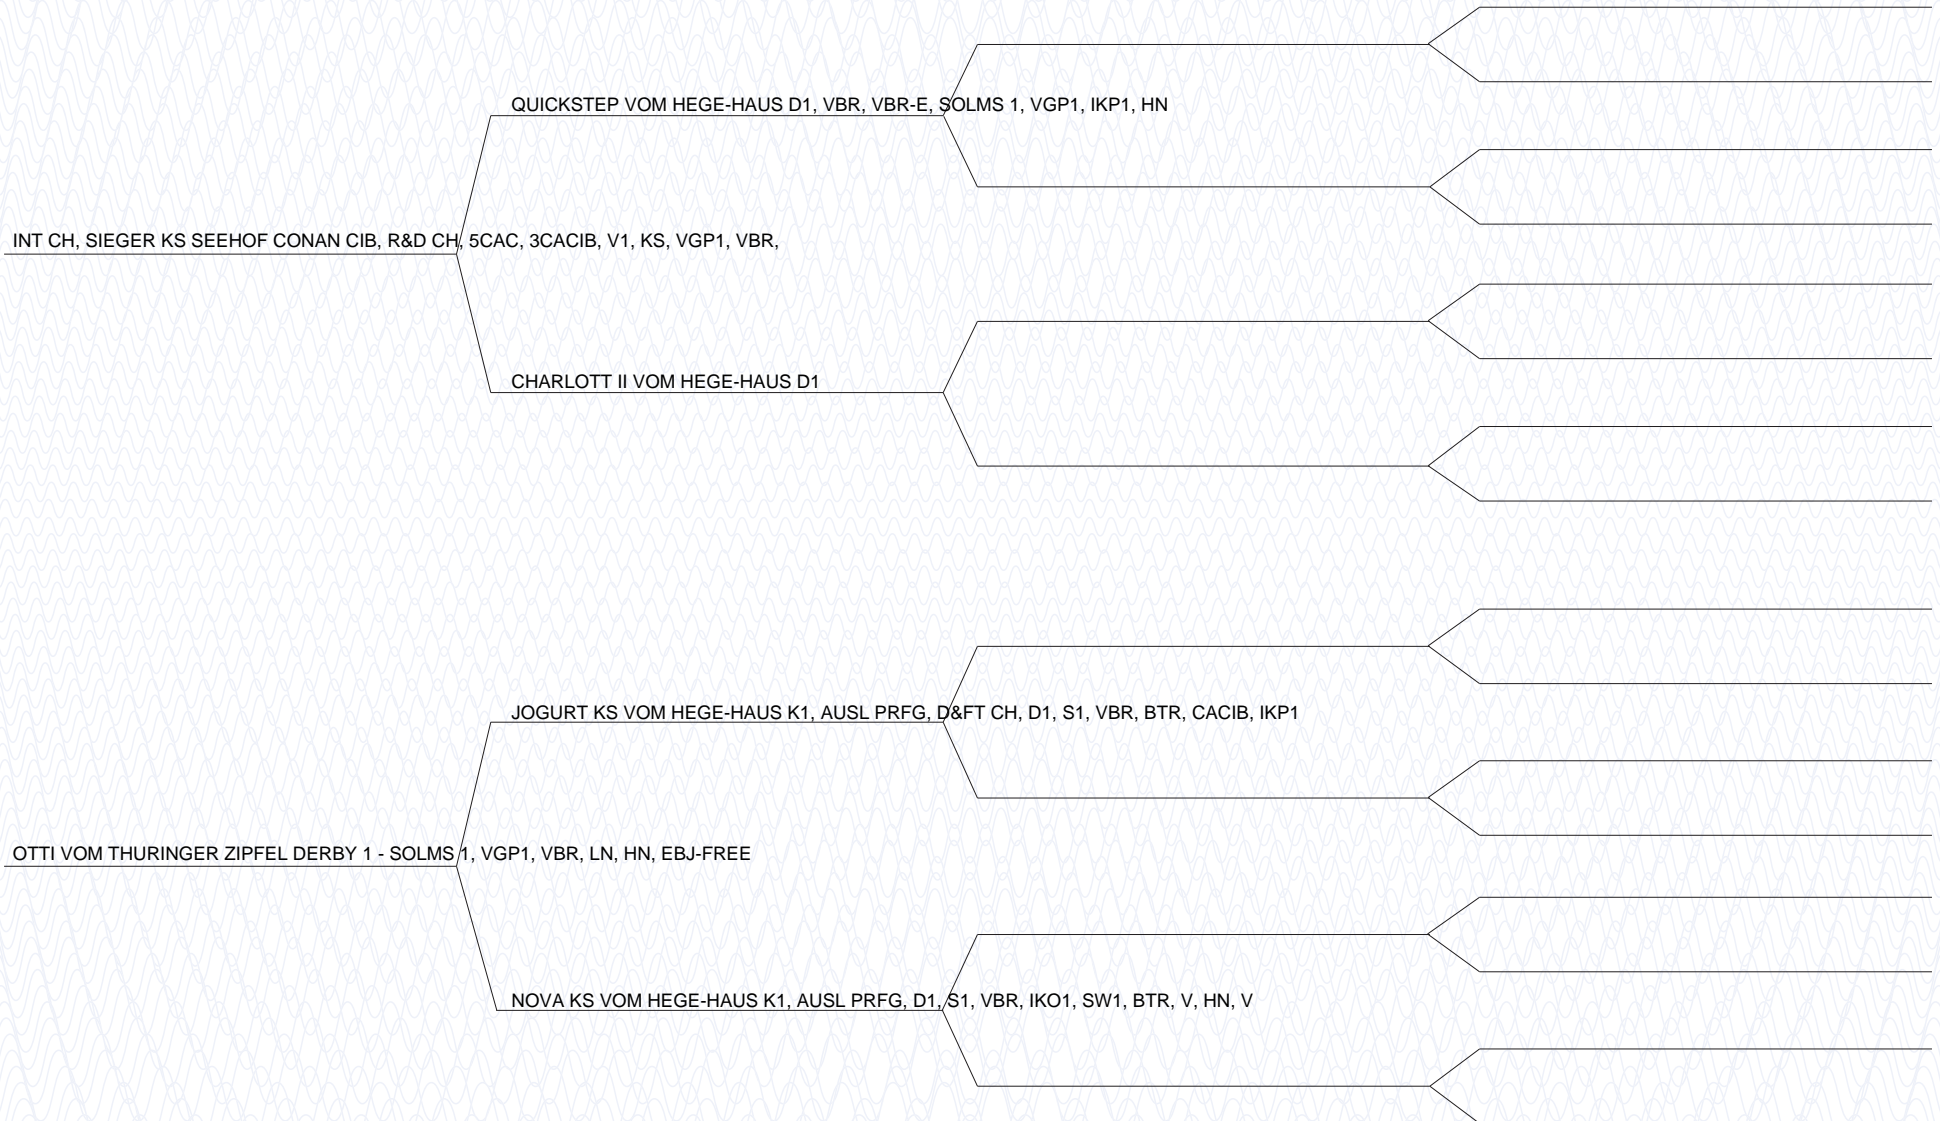 QUICKSTEP VOM HEGE-HAUS D1, VBR, VBR-E, SOLMS 1, VGP1, IKP1, HN
INT CH, SIEGER KS SEEHOF CONAN CIB, R&D CH, 5CAC, 3CACIB, V1, KS, VGP1, VBR,
CHARLOTT II VOM HEGE-HAUS D1
JOGURT KS VOM HEGE-HAUS K1, AUSL PRFG, D&FT CH, D1, S1, VBR, BTR, CACIB, IKP1
OTTI VOM THURINGER ZIPFEL DERBY 1 - SOLMS 1, VGP1, VBR, LN, HN, EBJ-FREE
NOVA KS VOM HEGE-HAUS K1, AUSL PRFG, D1, S1, VBR, IKO1, SW1, BTR, V, HN, V